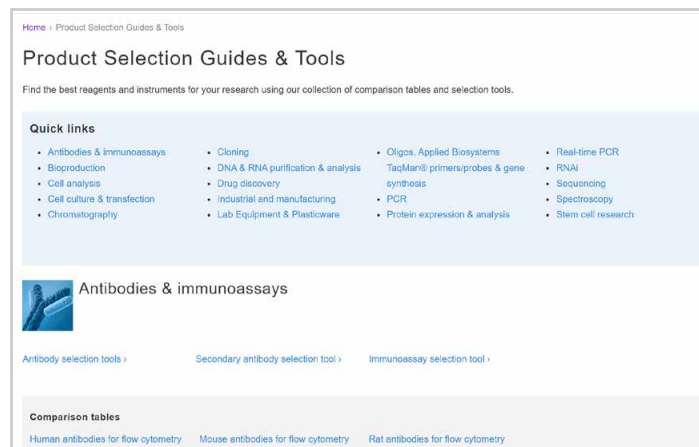 Home › Product Selection Guides & Tools
Product Selection Guides & Tools
Find the best reagents and instruments for your research using our collection of comparison tables and selection tools.
Quick links
• Antibodies & immunoassays
• Bioproduction
• Cell analysis
• Cell culture & transfection
• Chromatography
• Cloning
• DNA & RNA purification & analysis
• Drug discovery
• Industrial and manufacturing
• Lab Equipment & Plasticware
• Oligos, Applied Biosystems
TaqMan® primers/probes & gene
synthesis
• PCR
• Protein expression & analysis
• Real-time PCR
• RNAi
• Sequencing
• Spectroscopy
• Stem cell research
Antibodies & immunoassays
Antibody selection tools ›
Secondary antibody selection tool ›
Immunoassay selection tool ›
Comparison tables
Human antibodies for flow cytometry
Mouse antibodies for flow cytometry
Rat antibodies for flow cytometry